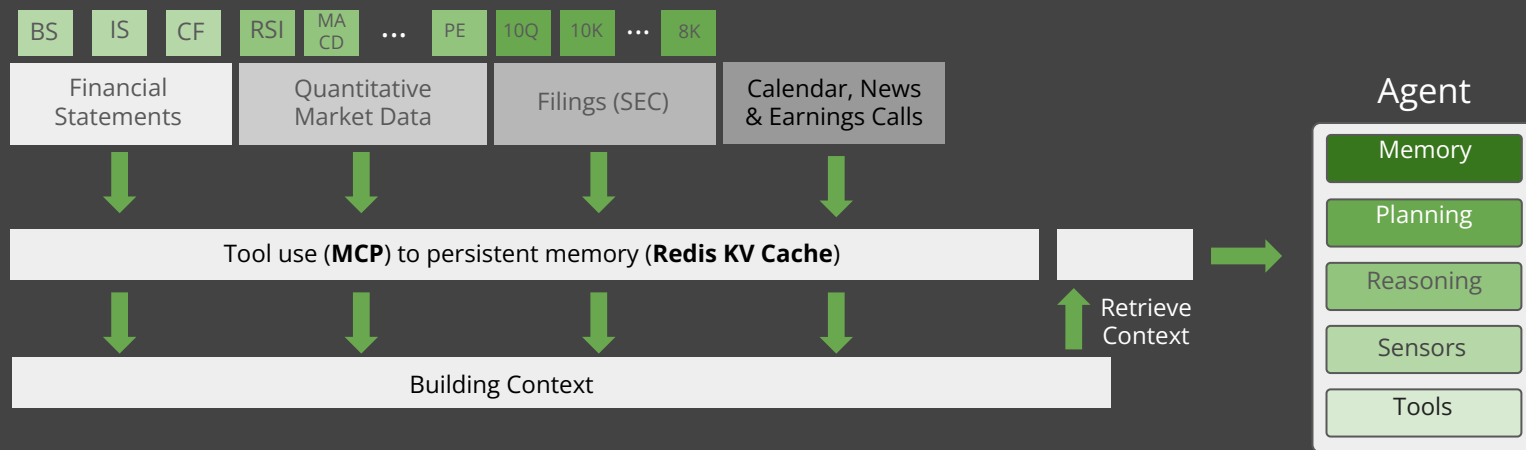 BS
IS
CF
RSI
MA
CD
...
PE
10Q
10K
...
8K
Financial
Statements
Quantitative
Market Data
Filings (SEC)
Calendar, News
& Earnings Calls
Tool use (MCP) to persistent memory (Redis KV Cache)
Retrieve
Context
Building Context
Agent
Memory
Planning
Reasoning
Sensors
Tools